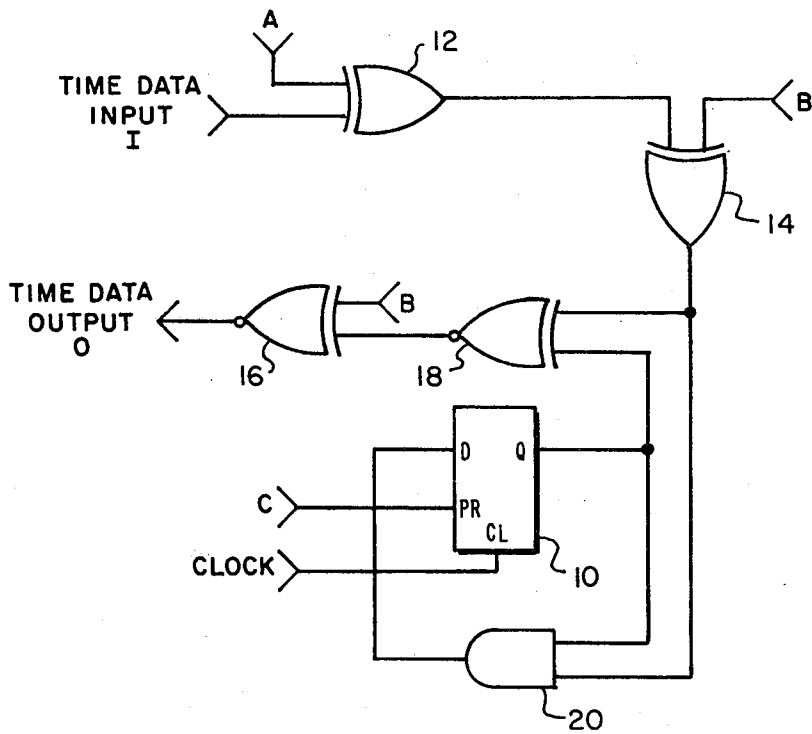 A
12
TIME DATA
INPUT
I
B
14
TIME DATA
OUTPUT
O
B
16
18
D
Q
C
PR
CL
CLOCK
10
20